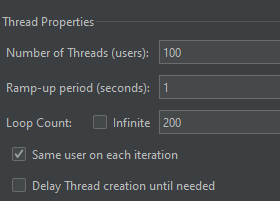 Thread Properties
Number of Threads (users): 100
Ramp-up period (seconds): 1
Loop Count: Infinite 200
Same user on each iteration
Delay Thread creation until needed